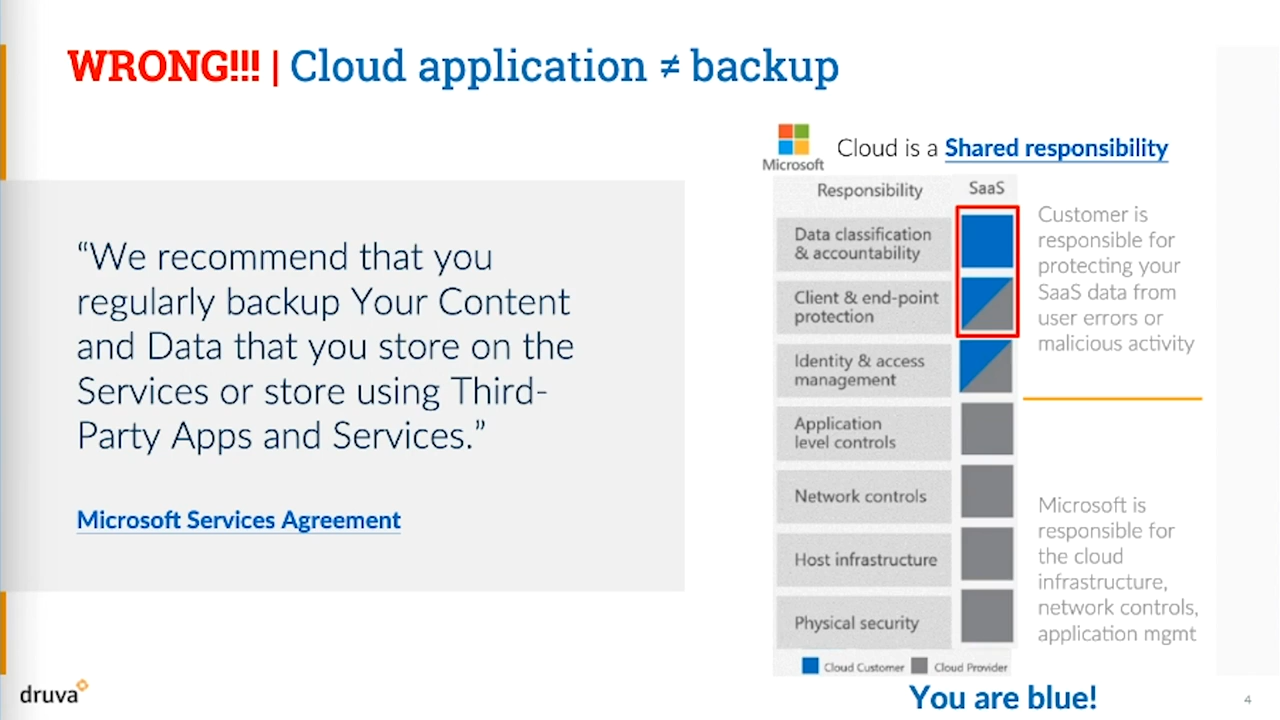 WRONG!!! | Cloud application ≠ backup
“We recommend that you
regularly backup Your Content
and Data that you store on the
Services or store using Third-
Party Apps and Services.”
Microsoft Services Agreement
Microsoft
Cloud is a Shared responsibility
Responsibility
SaaS
Data classification
& accountability
Client & end-point
protection
Identity & access
management
Application
level controls
Network controls
Host infrastructure
Physical security
Cloud Customer
Cloud Provider
Customer is
responsible for
protecting your
SaaS data from
user errors or
malicious activity
Microsoft is
responsible for
the cloud
infrastructure,
network controls,
application mgmt
You are blue!
druva
4